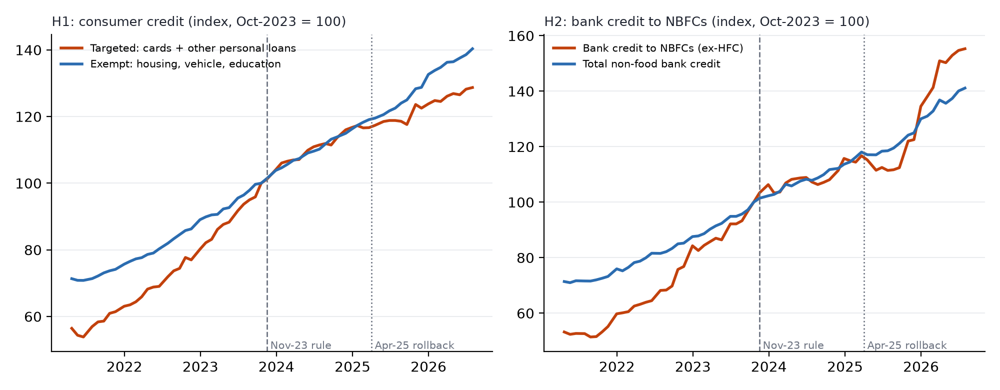 H1: consumer credit (index, Oct-2023 = 100)
Targeted: cards + other personal loans
Exempt: housing, vehicle, education
140
120
100
80
60
Nov-23 rule
Apr-25 rollback
2022
2023
2024
2025
2026
H2: bank credit to NBFCs (index, Oct-2023 = 100)
Bank credit to NBFCs (ex-HFC)
Total non-food bank credit
160
140
120
100
80
60
Nov-23 rule
Apr-25 rollback
2022
2023
2024
2025
2026